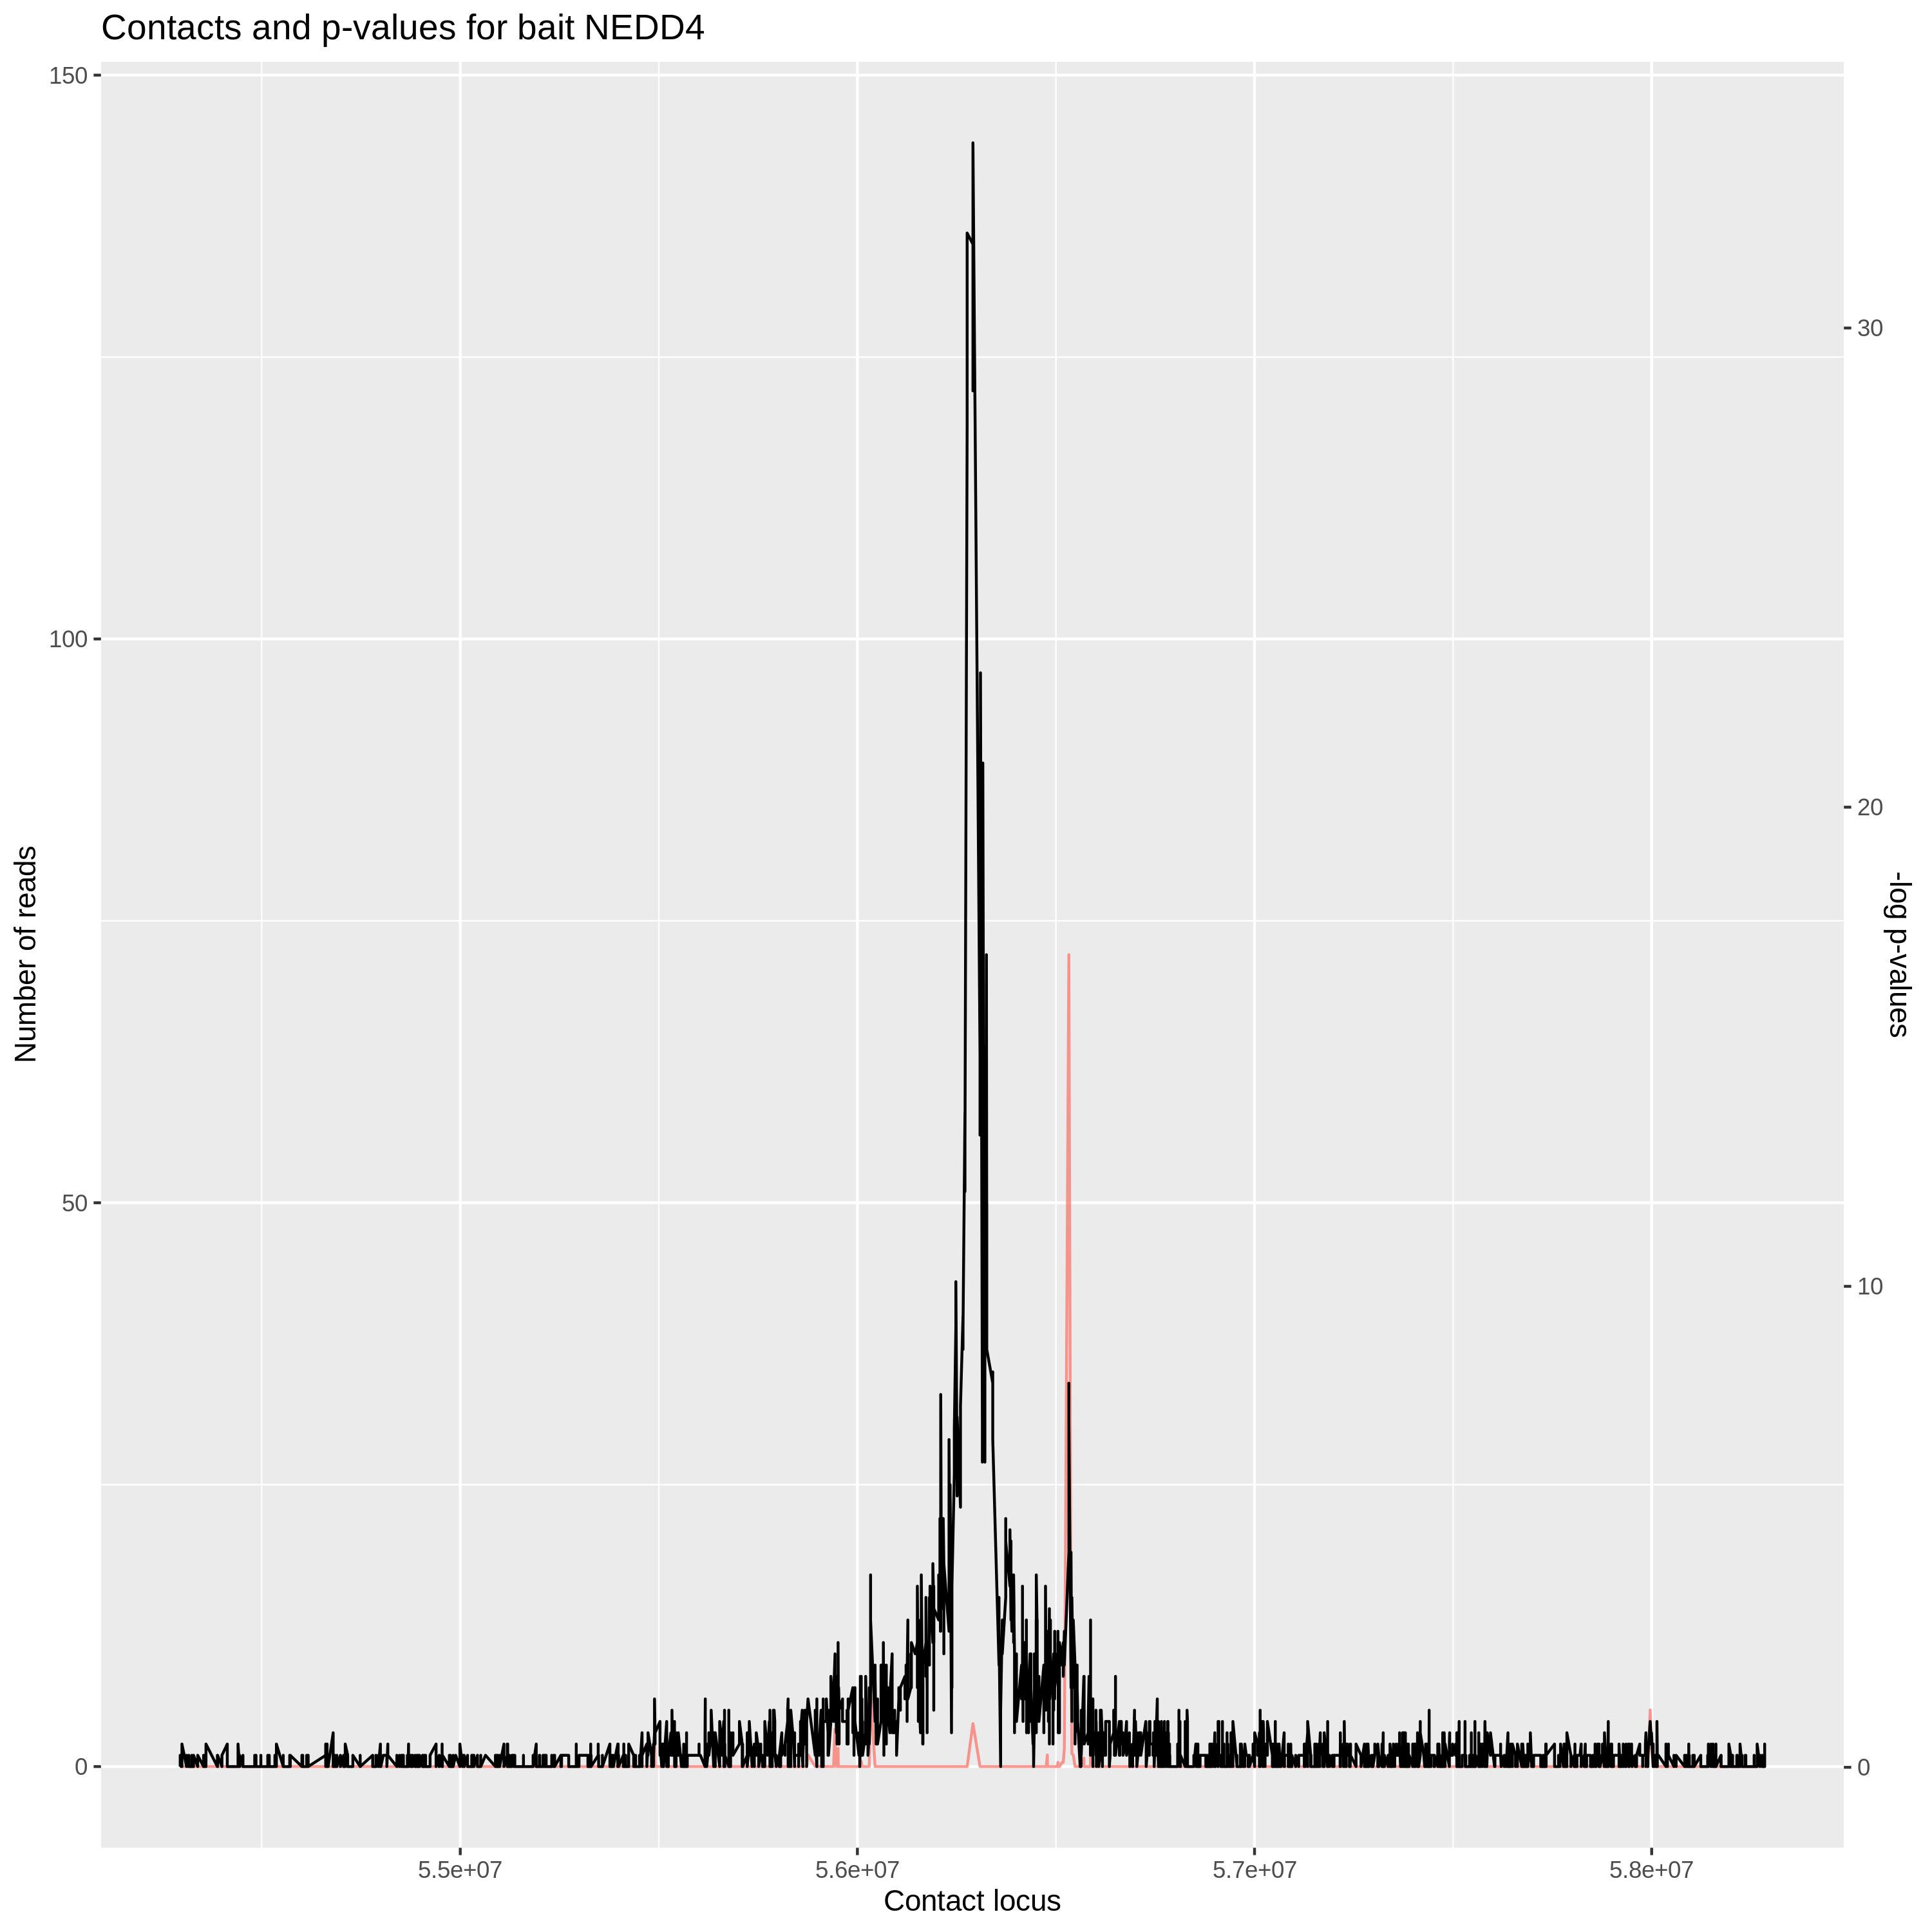 Contacts and p-values for bait NEDD4
150
100
50
0
Number of reads
30
20
10
0
-log p-values
5.5e+07
5.6e+07
5.7e+07
5.8e+07
Contact locus